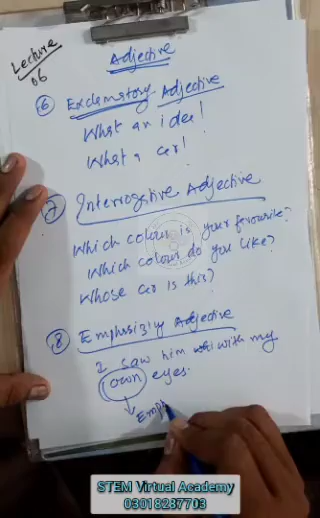 Lecture
06
Adjective
6 Exclamatory Adjective
What an idea!
What a car!
7 Interrogative Adjective
Which colour is your favourite?
Which colour do you like?
Whose car is this?
8 Emphasizing Adjective
I saw him with my
own eyes.
Emph
STEM Virtual Academy
03018287703